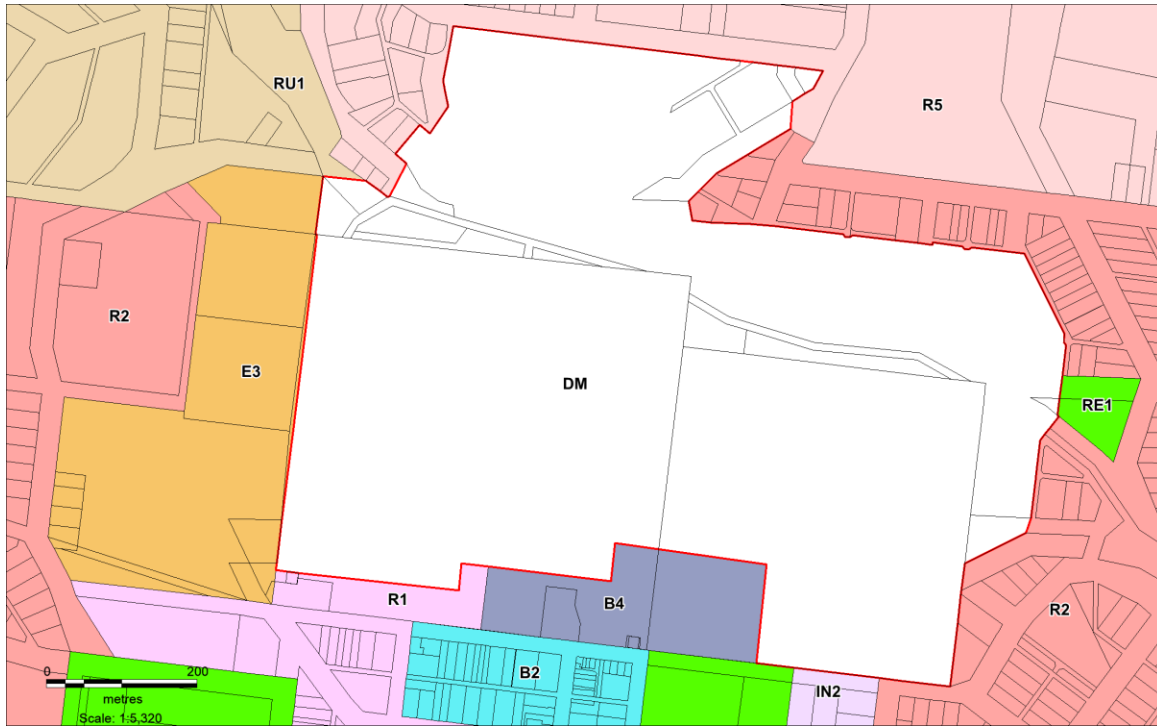 RU1
R5
R2
E3
DM
RE1
R1
B4
R2
B2
IN2
0 200
metres
Scale: 1:5,320